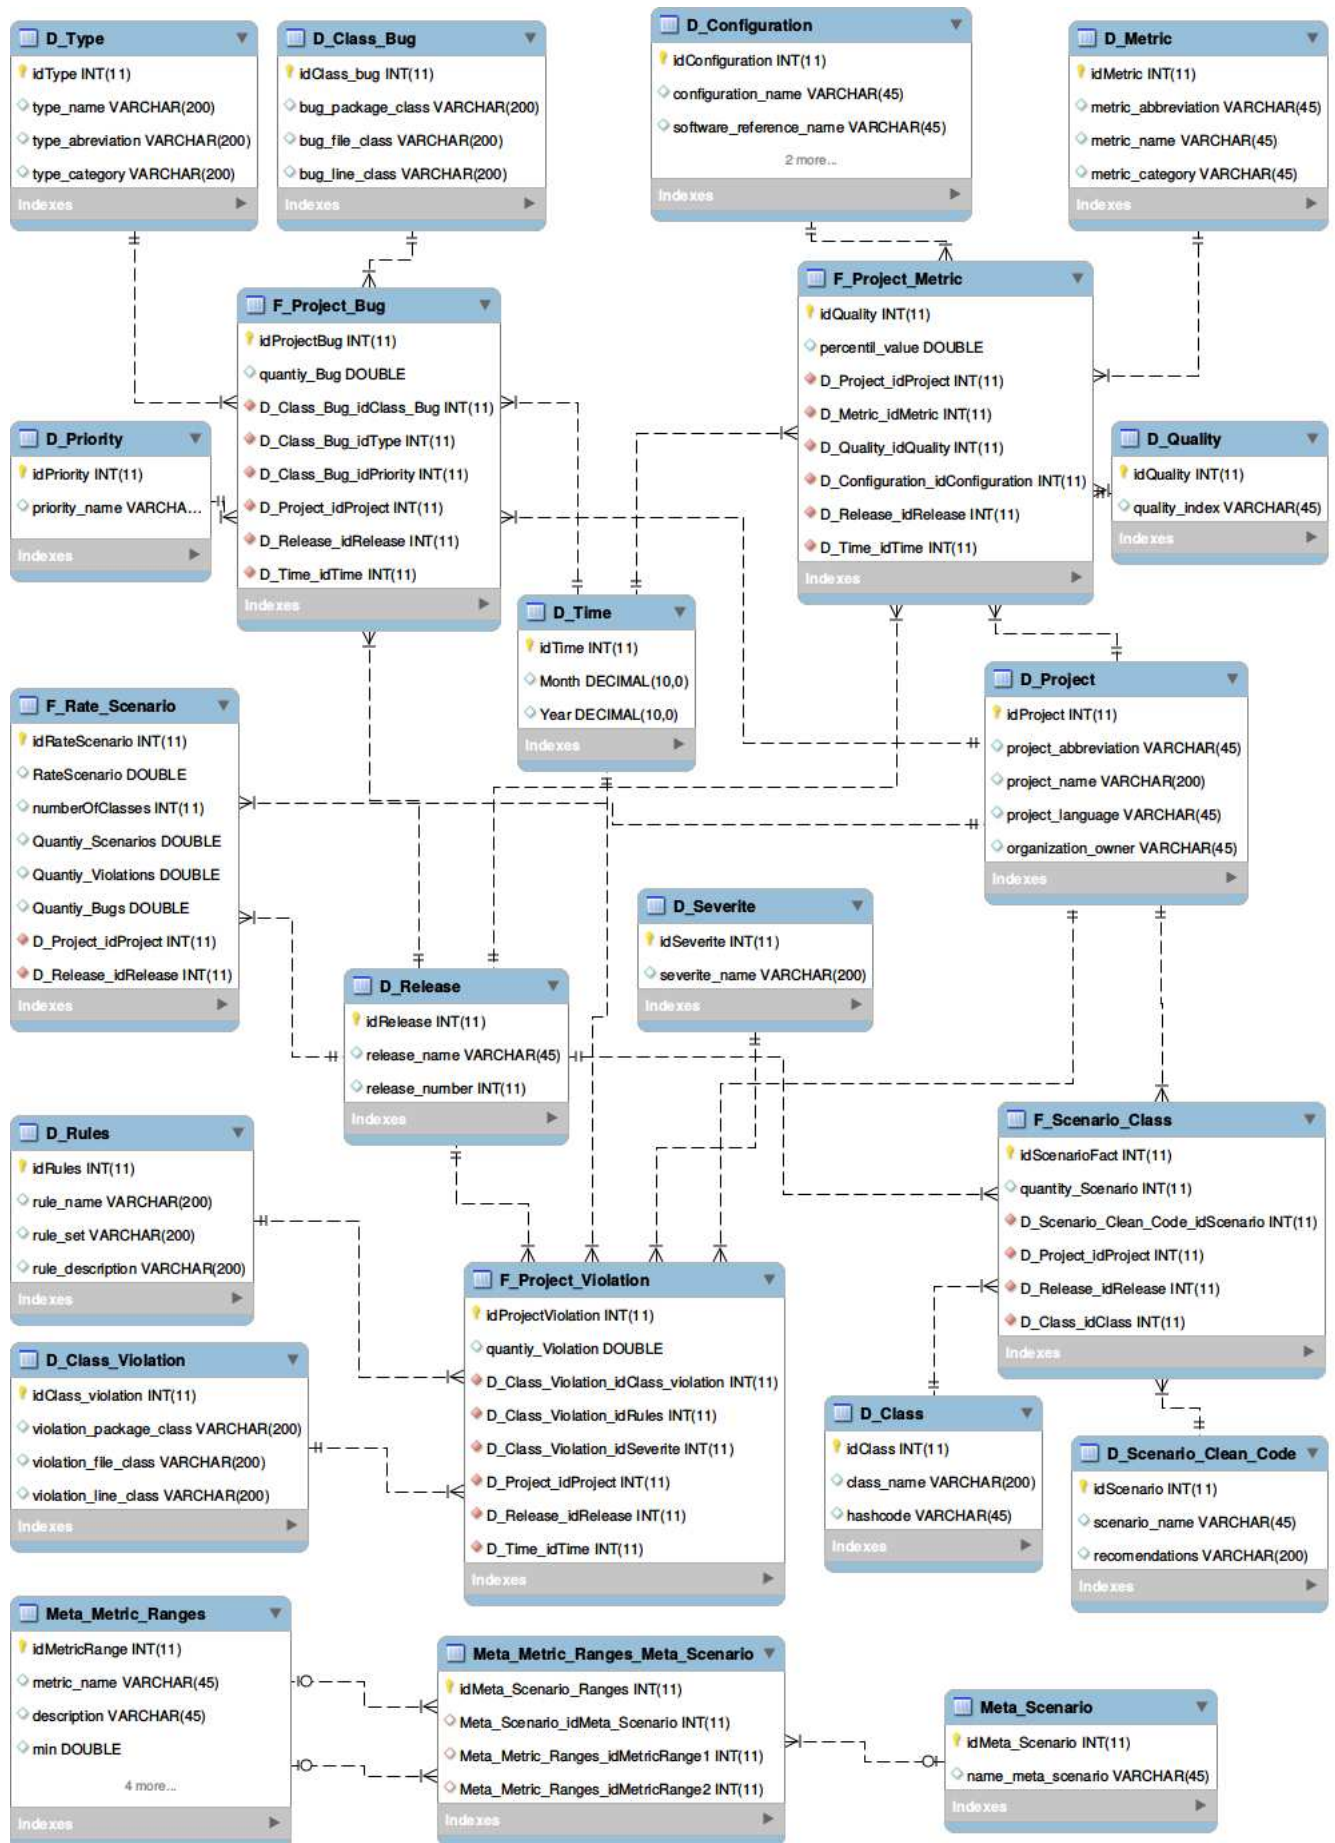 D_Type
idType INT(11)
type_name VARCHAR(200)
type_abreviation VARCHAR(200)
type_category VARCHAR(200)
Indexes
D_Class_Bug
idClass_bug INT(11)
bug_package_class VARCHAR(200)
bug_file_class VARCHAR(200)
bug_line_class VARCHAR(200)
Indexes
D_Configuration
idConfiguration INT(11)
configuration_name VARCHAR(45)
software_reference_name VARCHAR(45)
2 more...
Indexes
D_Metric
idMetric INT(11)
metric_abbreviation VARCHAR(45)
metric_name VARCHAR(45)
metric_category VARCHAR(45)
Indexes
F_Project_Bug
idProjectBug INT(11)
quantiy_Bug DOUBLE
D_Class_Bug_idClass_Bug INT(11)
D_Class_Bug_idType INT(11)
D_Class_Bug_idPriority INT(11)
D_Project_idProject INT(11)
D_Release_idRelease INT(11)
D_Time_idTime INT(11)
Indexes
F_Project_Metric
idQuality INT(11)
percentil_value DOUBLE
D_Project_idProject INT(11)
D_Metric_idMetric INT(11)
D_Quality_idQuality INT(11)
D_Configuration_idConfiguration INT(11)
D_Release_idRelease INT(11)
D_Time_idTime INT(11)
Indexes
D_Priority
idPriority INT(11)
priority_name VARCHA...
Indexes
D_Quality
idQuality INT(11)
quality_index VARCHAR(45)
Indexes
D_Time
idTime INT(11)
Month DECIMAL(10,0)
Year DECIMAL(10,0)
Indexes
D_Project
idProject INT(11)
project_abbreviation VARCHAR(45)
project_name VARCHAR(200)
project_language VARCHAR(45)
organization_owner VARCHAR(45)
Indexes
F_Rate_Scenario
idRateScenario INT(11)
RateScenario DOUBLE
numberOfClasses INT(11)
Quantiy_Scenarios DOUBLE
Quantiy_Violations DOUBLE
Quantiy_Bugs DOUBLE
D_Project_idProject INT(11)
D_Release_idRelease INT(11)
Indexes
D_Severite
idSeverite INT(11)
severite_name VARCHAR(200)
Indexes
D_Release
idRelease INT(11)
release_name VARCHAR(45)
release_number INT(11)
Indexes
D_Rules
idRules INT(11)
rule_name VARCHAR(200)
rule_set VARCHAR(200)
rule_description VARCHAR(200)
Indexes
F_Scenario_Class
idScenarioFact INT(11)
quantity_Scenario INT(11)
D_Scenario_Clean_Code_idScenario INT(11)
D_Project_idProject INT(11)
D_Release_idRelease INT(11)
D_Class_idClass INT(11)
Indexes
F_Project_Violation
idProjectViolation INT(11)
quantiy_Violation DOUBLE
D_Class_Violation_idClass_violation INT(11)
D_Class_Violation_idRules INT(11)
D_Class_Violation_idSeverite INT(11)
D_Project_idProject INT(11)
D_Release_idRelease INT(11)
D_Time_idTime INT(11)
Indexes
D_Class_Violation
idClass_violation INT(11)
violation_package_class VARCHAR(200)
violation_file_class VARCHAR(200)
violation_line_class VARCHAR(200)
Indexes
D_Class
idClass INT(11)
class_name VARCHAR(200)
hashcode VARCHAR(45)
Indexes
D_Scenario_Clean_Code
idScenario INT(11)
scenario_name VARCHAR(45)
recomendations VARCHAR(200)
Indexes
Meta_Metric_Ranges
idMetricRange INT(11)
metric_name VARCHAR(45)
description VARCHAR(45)
min DOUBLE
4 more...
Indexes
Meta_Metric_Ranges_Meta_Scenario
idMeta_Scenario_Ranges INT(11)
Meta_Scenario_idMeta_Scenario INT(11)
Meta_Metric_Ranges_idMetricRange1 INT(11)
Meta_Metric_Ranges_idMetricRange2 INT(11)
Indexes
Meta_Scenario
idMeta_Scenario INT(11)
name_meta_scenario VARCHAR(45)
Indexes